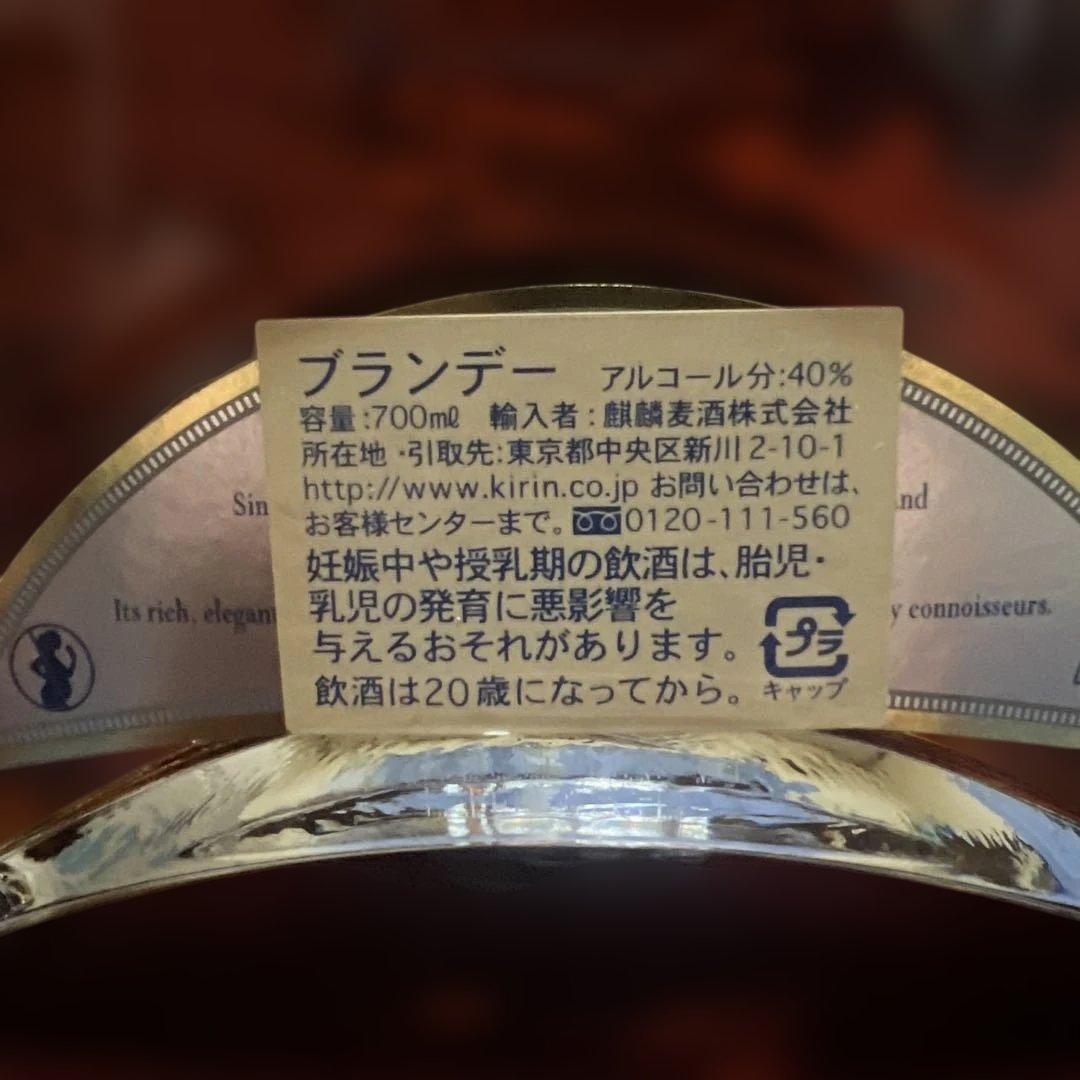 ブランデー アルコール分:40%
容量:700mℓ 輸入者:麒麟麦酒株式会社
所在地・引取先:東京都中央区新川2-10-1
http://www.kirin.co.jp お問い合わせは、
お客様センターまで。0120-111-560
妊娠中や授乳期の飲酒は、胎児・
乳児の発育に悪影響を
与えるおそれがあります。
飲酒は20歳になってから。
プラ
キャップ
Its rich, elegant
connoisseurs.